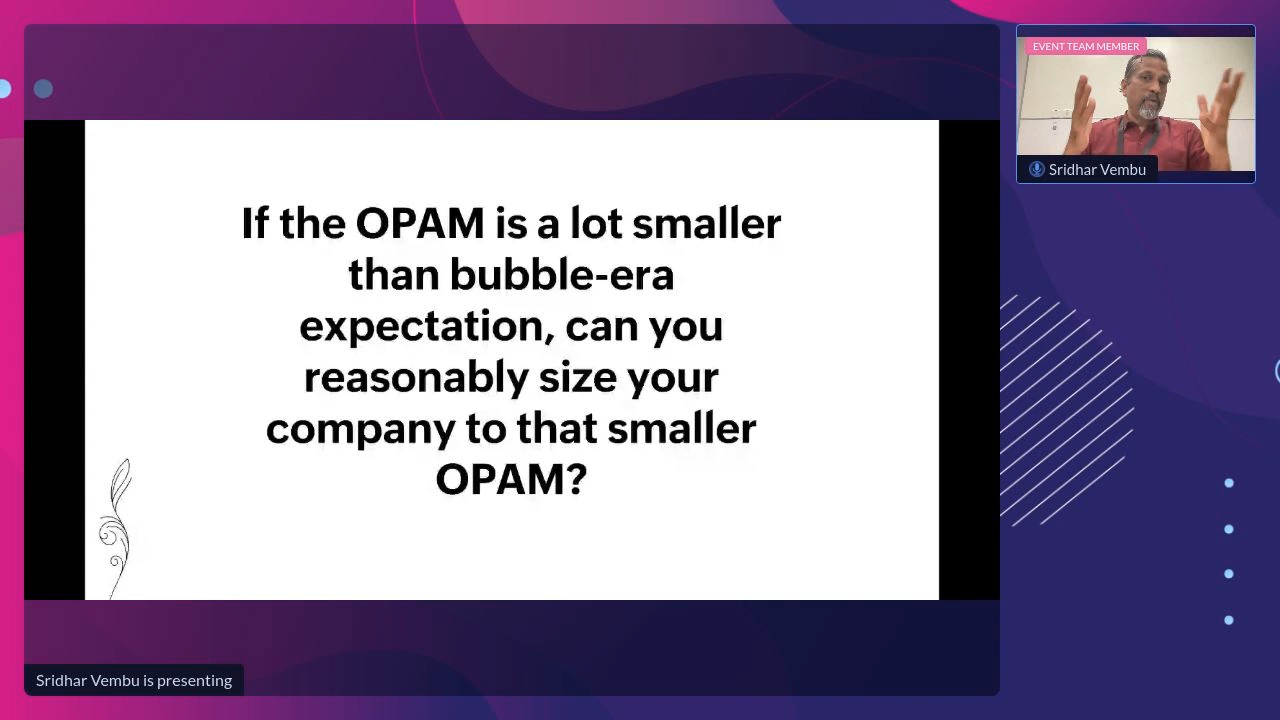 If the OPAM is a lot smaller
than bubble-era
expectation, can you
reasonably size your
company to that smaller
OPAM?
EVENT TEAM MEMBER
Sridhar Vembu
Sridhar Vembu is presenting